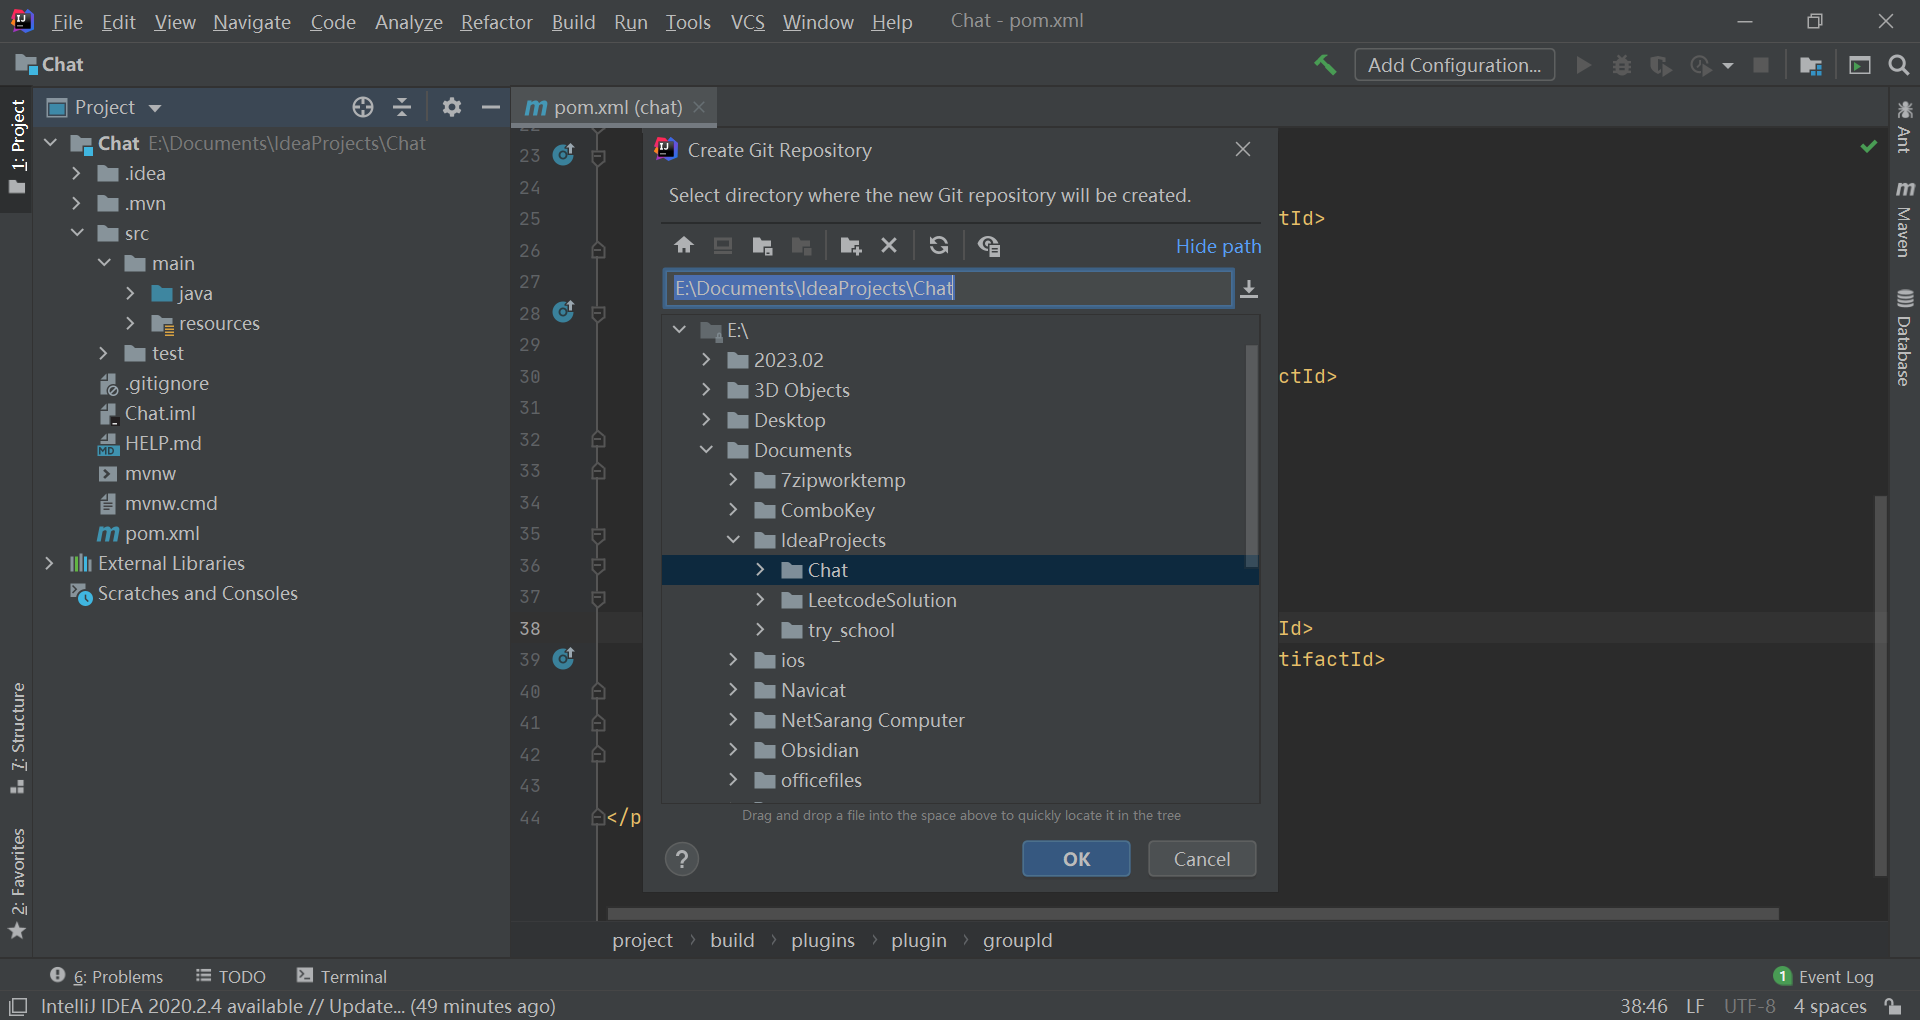 File Edit View Navigate Code Analyze Refactor Build Run Tools VCS Window Help Chat - pom.xml
Chat
Add Configuration...
1: Project
Project
pom.xml (chat)
Chat E:\Documents\IdeaProjects\Chat
.idea
.mvn
src
main
java
resources
test
.gitignore
Chat.iml
HELP.md
mvnw
mvnw.cmd
pom.xml
External Libraries
Scratches and Consoles
7: Structure
2: Favorites
23
24
25
26
27
28
29
30
31
32
33
34
35
36
37
38
39
40
41
42
43
44
tId>
ctId>
Id>
tifactId>
</p
Create Git Repository
Select directory where the new Git repository will be created.
Hide path
E:\Documents\IdeaProjects\Chat
E:\
2023.02
3D Objects
Desktop
Documents
7zipworktemp
ComboKey
IdeaProjects
Chat
LeetcodeSolution
try_school
ios
Navicat
NetSarang Computer
Obsidian
officefiles
Drag and drop a file into the space above to quickly locate it in the tree
?
OK
Cancel
Ant
m Maven
Database
project > build > plugins > plugin > groupId
6: Problems
TODO
Terminal
1 Event Log
IntelliJ IDEA 2020.2.4 available // Update... (49 minutes ago)
38:46 LF UTF-8 4 spaces